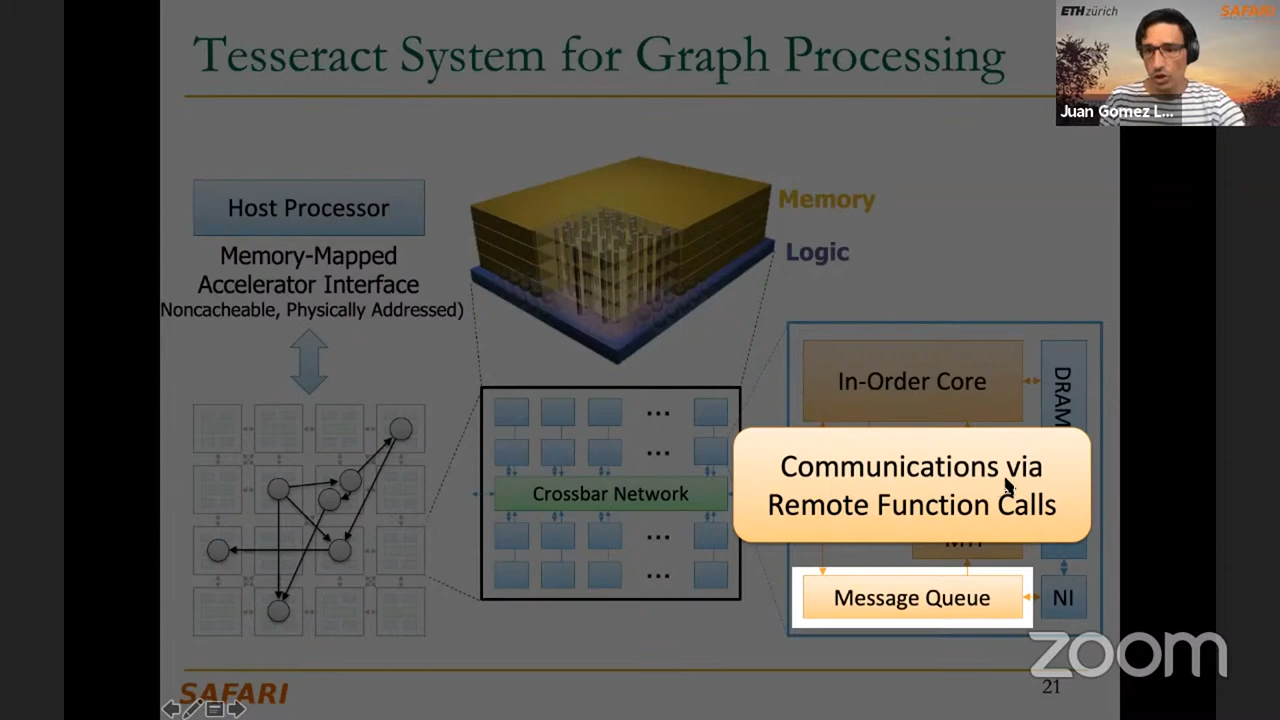 Tesseract System for Graph Processing
ETH zürich
SAFARI
Juan Gomez L...
Host Processor
Memory-Mapped
Accelerator Interface
Noncacheable, Physically Addressed)
Memory
Logic
Crossbar Network
...
...
...
...
In-Order Core
DRAM
Communications via
Remote Function Calls
Message Queue
NI
zoom
SAFARI
21